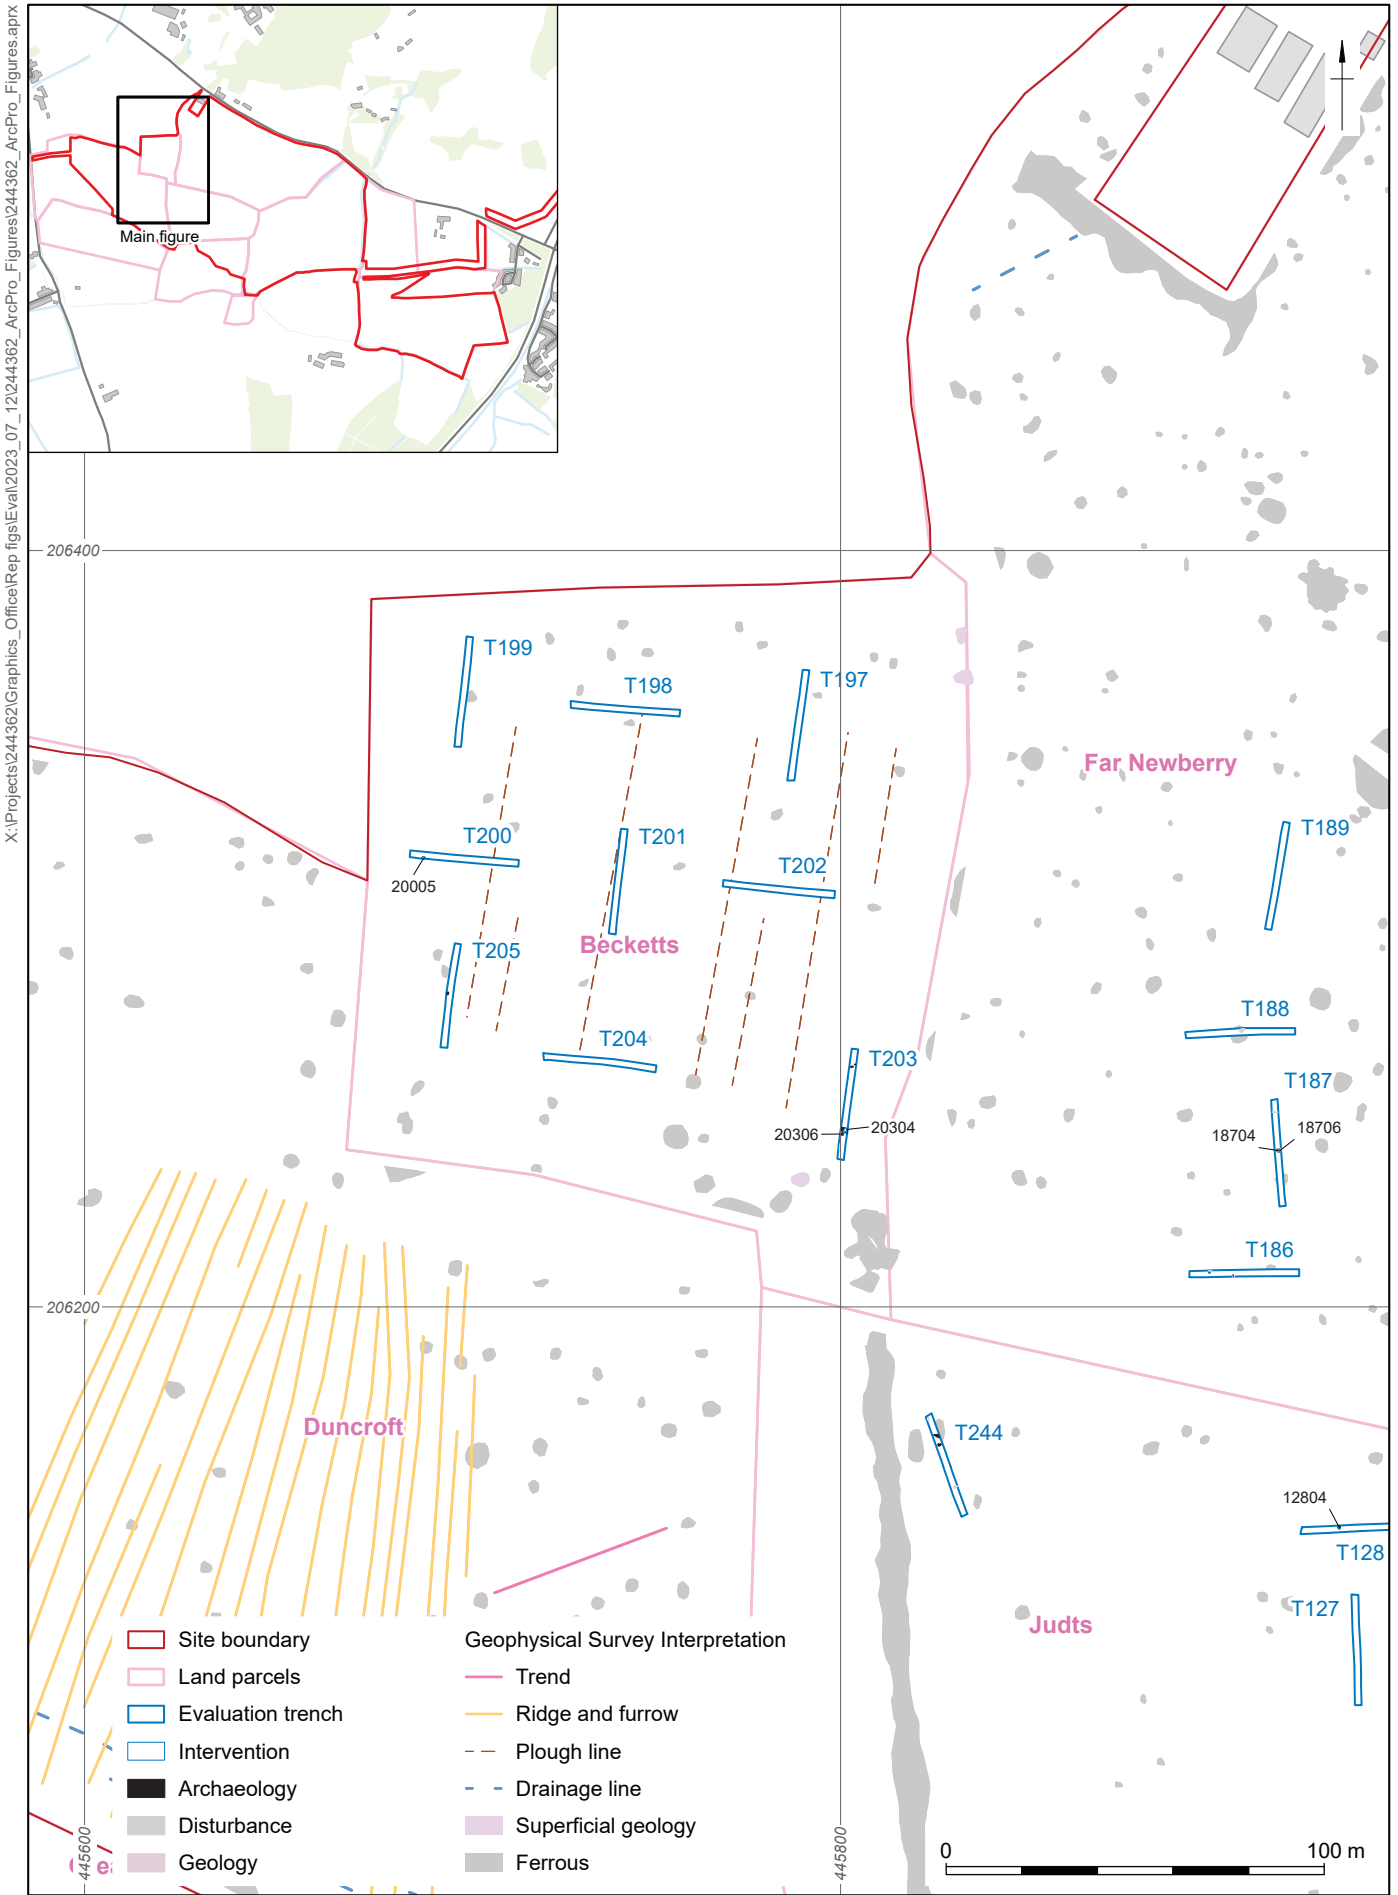 X:\Projects\244362\Graphics_Office\Rep figs\Eval\2023_07_12\244362_ArcPro_Figures\244362_ArcPro_Figures.aprx
Main figure
206400
T199
T198
T197
Far Newberry
T200
T201
T202
T189
20005
Becketts
T205
T188
T204
T203
T187
20306
20304
18704
18706
T186
206200
Duncroft
T244
12804
T128
T127
Judts
Site boundary
Land parcels
Evaluation trench
Intervention
Archaeology
Disturbance
Geology
Geophysical Survey Interpretation
Trend
Ridge and furrow
Plough line
Drainage line
Superficial geology
Ferrous
445600
445800
0
100 m